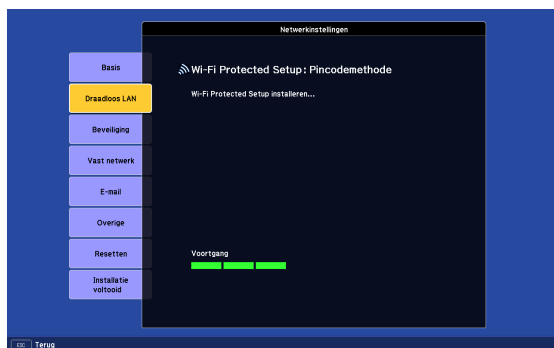 Netwerkinstellingen
Basis
Draadloos LAN
Beveiliging
Vast netwerk
E-mail
Overige
Resetten
Installatie
voltooid
Wi-Fi Protected Setup : Pincodemethode
Wi-Fi Protected Setup installeren...
Voortgang
ESC Terug